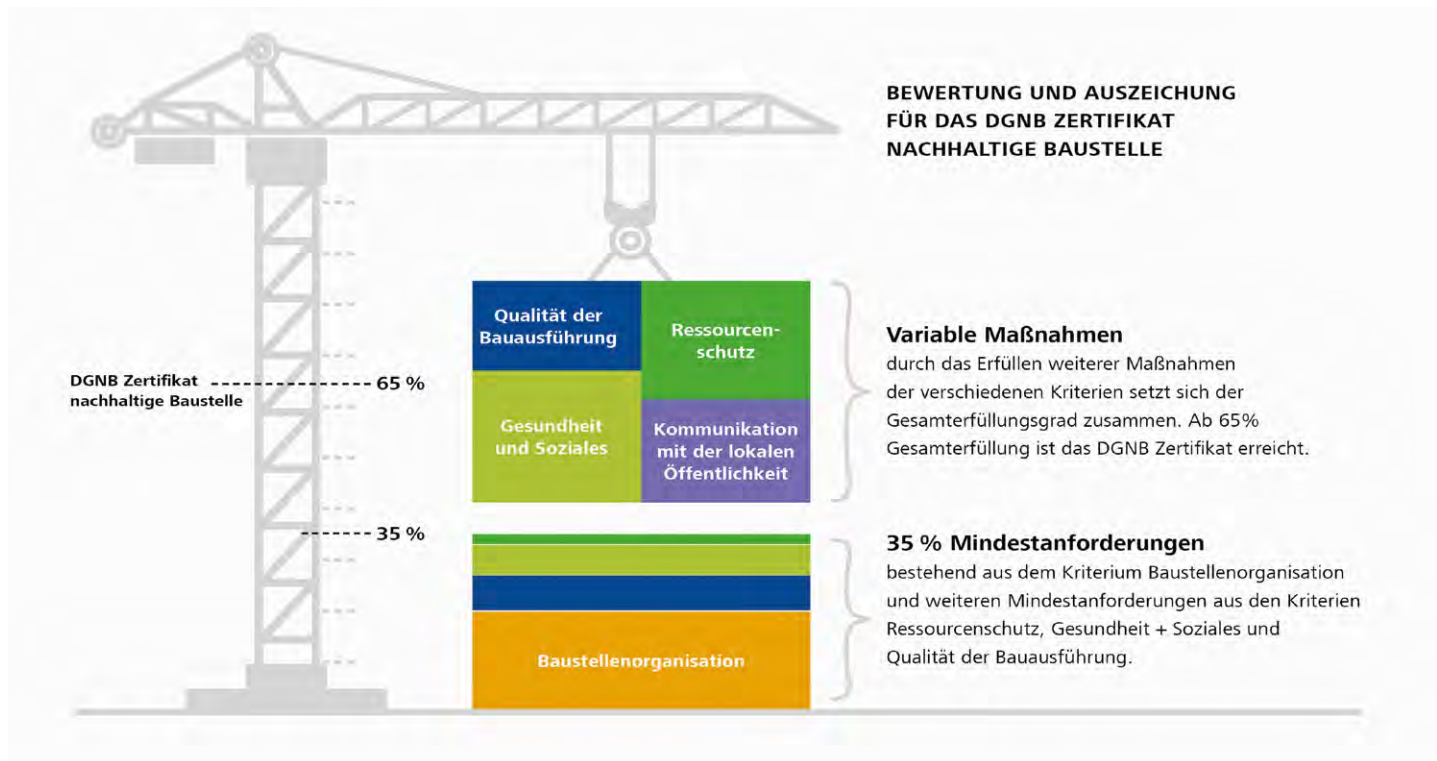 BEWERTUNG UND AUSZEICHUNG
FÜR DAS DGNB ZERTIFIKAT
NACHHALTIGE BAUSTELLE
Qualität der
Bauausführung
Ressourcen-
schutz
Gesundheit
und Soziales
Kommunikation
mit der lokalen
Öffentlichkeit
DGNB Zertifikat
nachhaltige Baustelle
65 %
Variable Maßnahmen
durch das Erfüllen weiterer Maßnahmen
der verschiedenen Kriterien setzt sich der
Gesamterfüllungsgrad zusammen. Ab 65%
Gesamterfüllung ist das DGNB Zertifikat erreicht.
35 %
Baustellenorganisation
35 % Mindestanforderungen
bestehend aus dem Kriterium Baustellenorganisation
und weiteren Mindestanforderungen aus den Kriterien
Ressourcenschutz, Gesundheit + Soziales und
Qualität der Bauausführung.